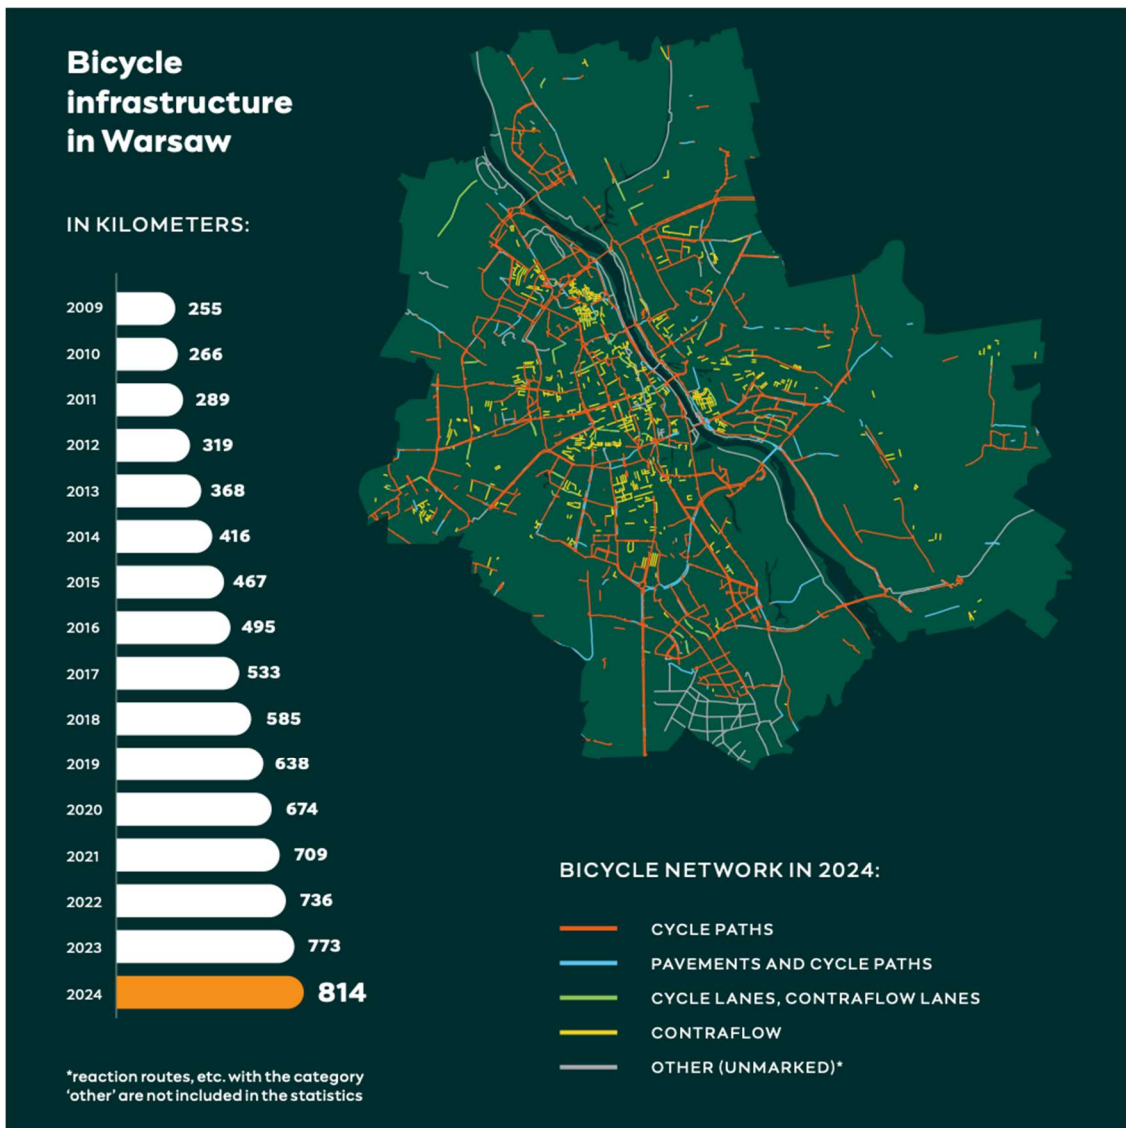 Bicycle
infrastructure
in Warsaw
IN KILOMETERS:
2009 255
2010 266
2011 289
2012 319
2013 368
2014 416
2015 467
2016 495
2017 533
2018 585
2019 638
2020 674
2021 709
2022 736
2023 773
2024 814
*reaction routes, etc. with the category
‘other’ are not included in the statistics
BICYCLE NETWORK IN 2024:
CYCLE PATHS
PAVEMENTS AND CYCLE PATHS
CYCLE LANES, CONTRAFLOW LANES
CONTRAFLOW
OTHER (UNMARKED)*